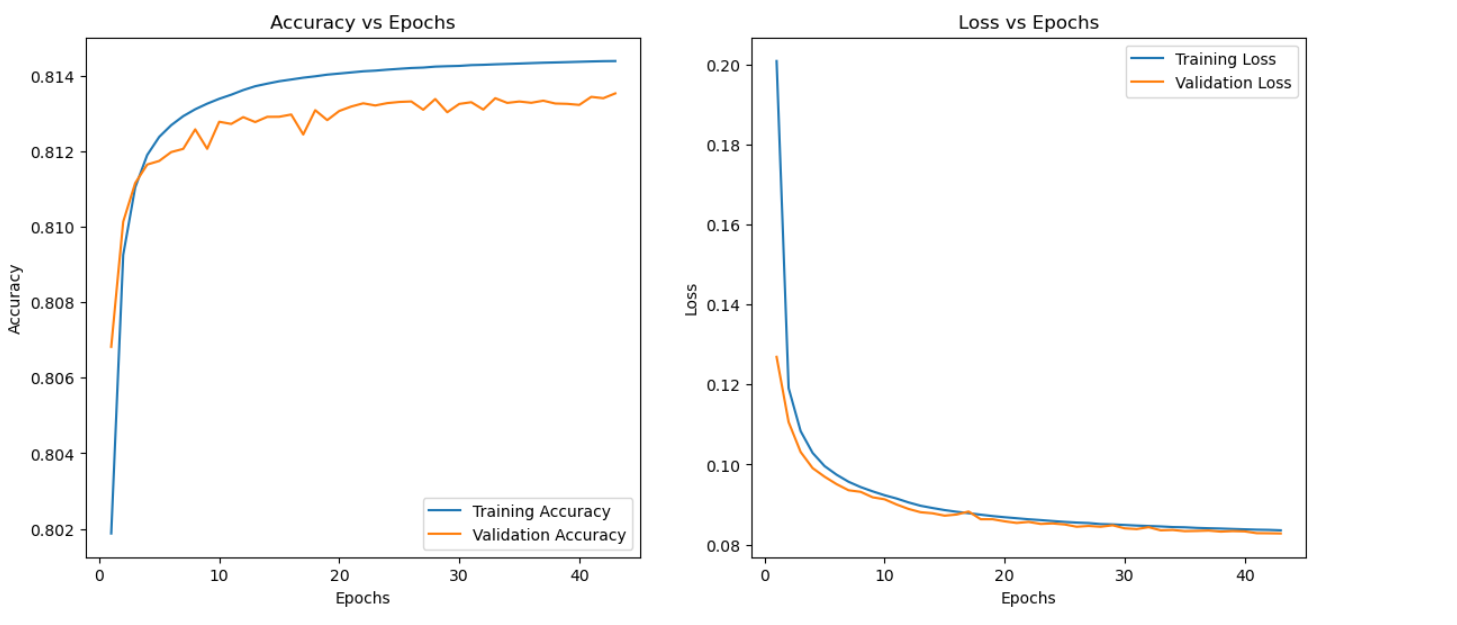 Accuracy vs Epochs
0.814
0.812
0.810
0.808
0.806
0.804
0.802
Accuracy
0
10
20
30
40
Epochs
Training Accuracy
Validation Accuracy
Loss vs Epochs
0.20
0.18
0.16
0.14
0.12
0.10
0.08
Loss
0
10
20
30
40
Epochs
Training Loss
Validation Loss